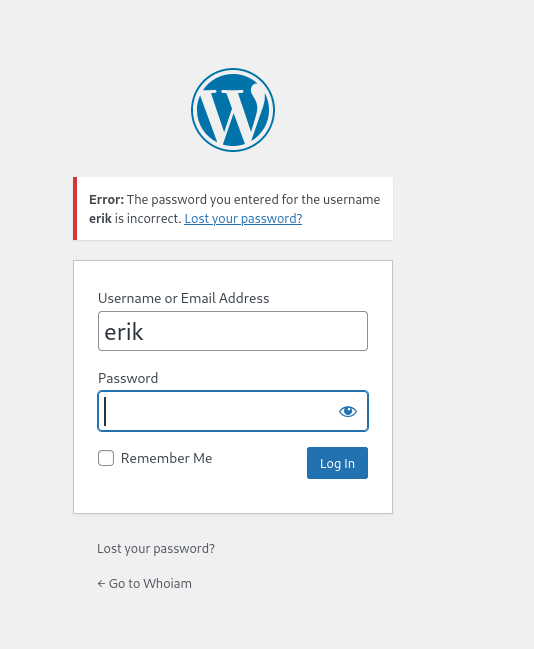 Error: The password you entered for the username
erik is incorrect. Lost your password?
Username or Email Address
erik
Password
Remember Me
Log In
Lost your password?
← Go to Whoiam